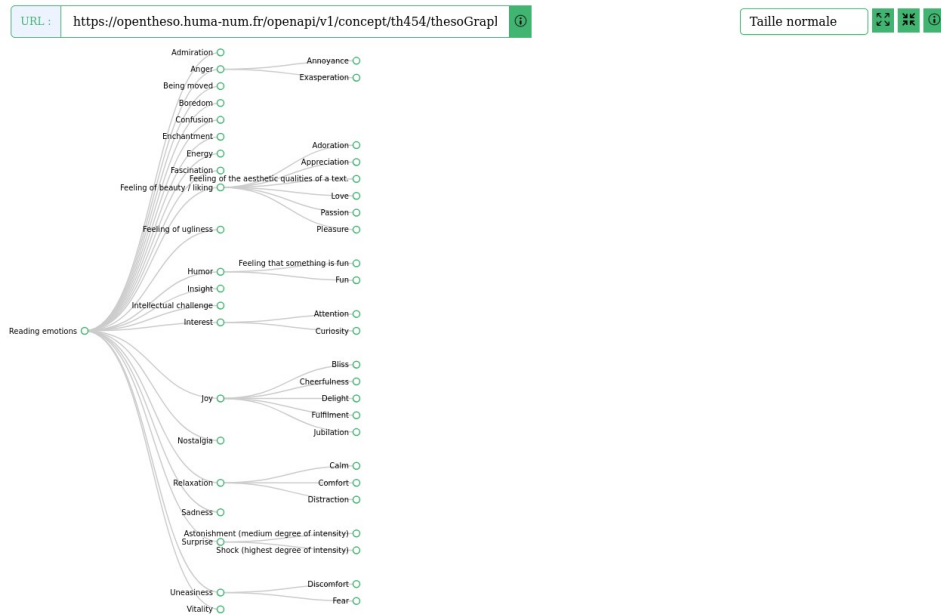 URL :
https://opentheso.huma-num.fr/openapi/v1/concept/th454/thesoGrapl
Taille normale
Reading emotions
Admiration
Anger
Annoyance
Exasperation
Being moved
Boredom
Confusion
Enchantment
Energy
Fascination
Feeling of beauty / liking
Adoration
Appreciation
Feeling of the aesthetic qualities of a text.
Love
Passion
Pleasure
Feeling of ugliness
Humor
Feeling that something is fun
Fun
Insight
Intellectual challenge
Interest
Attention
Curiosity
Joy
Bliss
Cheerfulness
Delight
Fulfilment
Jubilation
Nostalgia
Relaxation
Calm
Comfort
Distraction
Sadness
Surprise
Astonishment (medium degree of intensity)
Shock (highest degree of intensity)
Uneasiness
Discomfort
Fear
Vitality